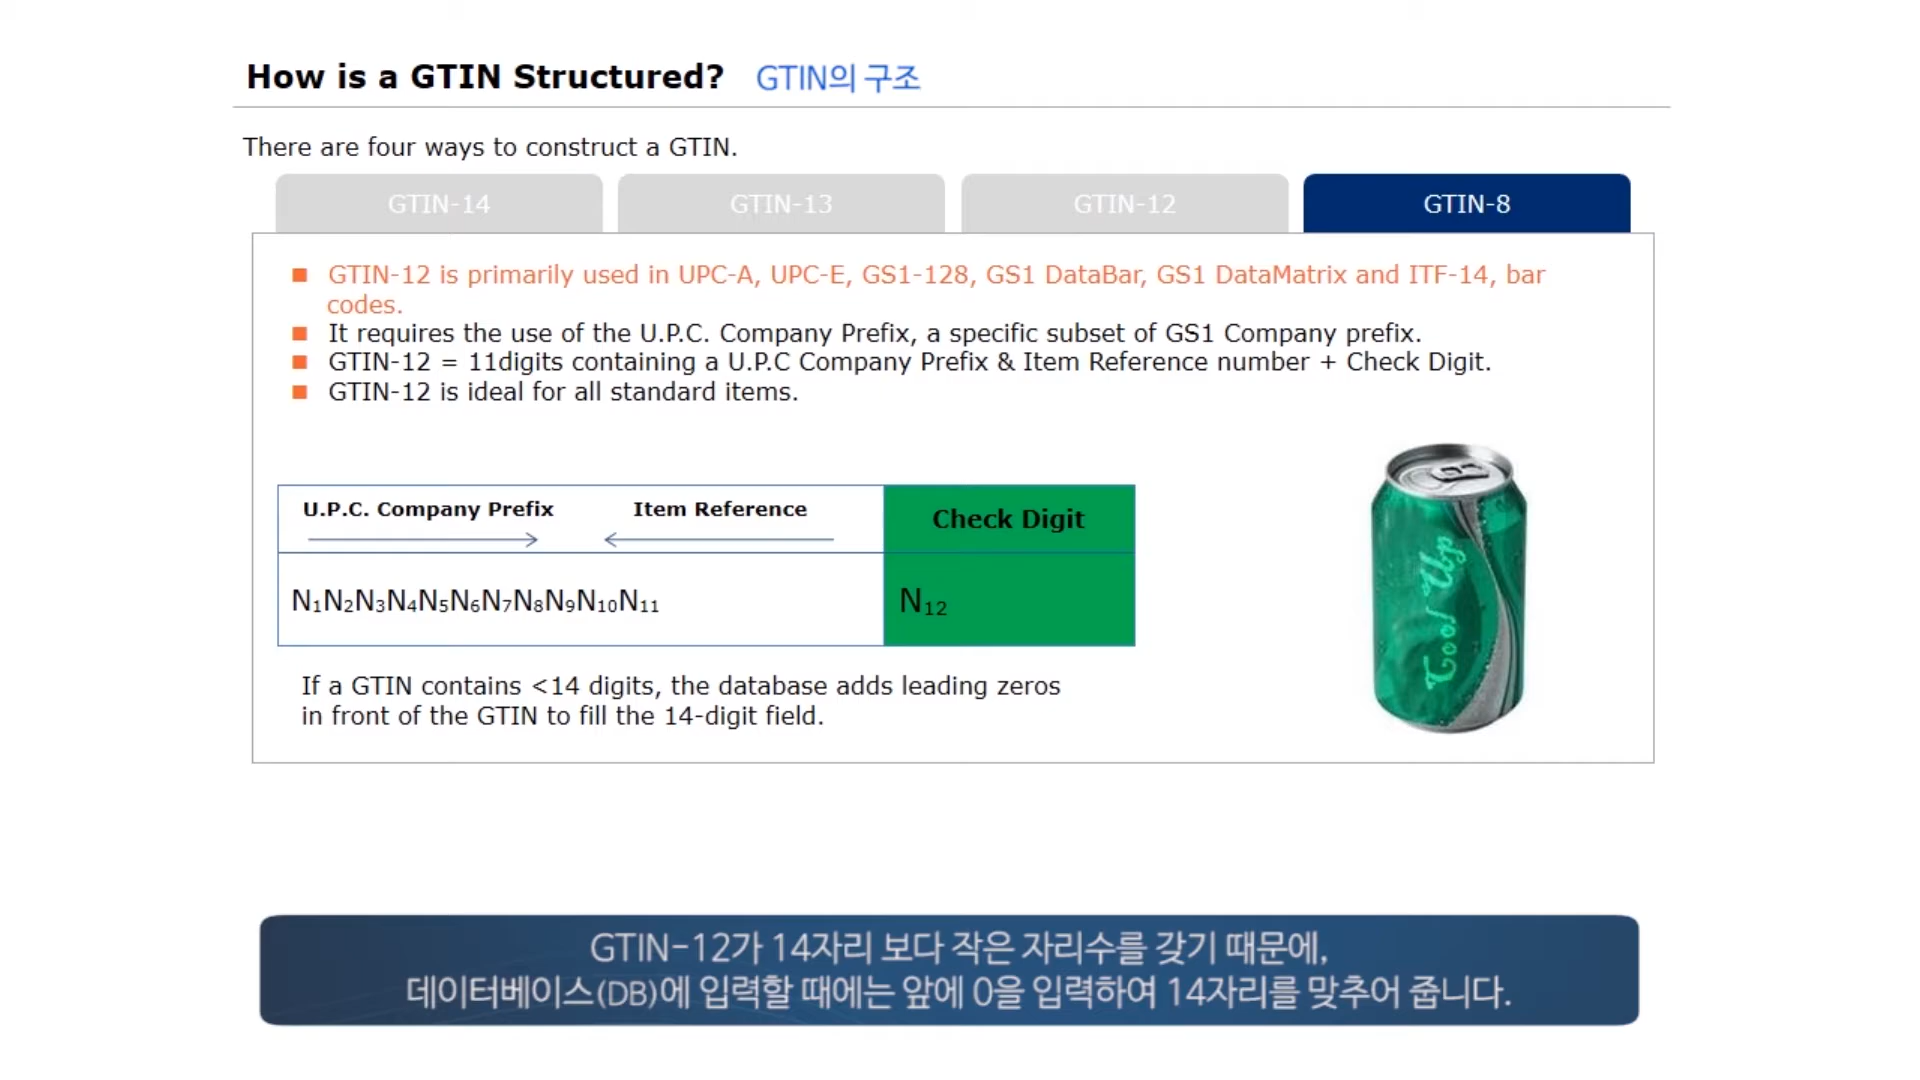 How is a GTIN Structured? GTIN의 구조
There are four ways to construct a GTIN.
GTIN-14 GTIN-13 GTIN-12 GTIN-8
GTIN-12 is primarily used in UPC-A, UPC-E, GS1-128, GS1 DataBar, GS1 DataMatrix and ITF-14, bar
codes.
It requires the use of the U.P.C. Company Prefix, a specific subset of GS1 Company prefix.
GTIN-12 = 11digits containing a U.P.C Company Prefix & Item Reference number + Check Digit.
GTIN-12 is ideal for all standard items.
U.P.C. Company Prefix Item Reference Check Digit
N₁N₂N₃N₄N₅N₆N₇N₈N₉N₁₀N₁₁ N₁₂
If a GTIN contains <14 digits, the database adds leading zeros
in front of the GTIN to fill the 14-digit field.
Cool Up
GTIN-12가 14자리 보다 작은 자리수를 갖기 때문에,
데이터베이스(DB)에 입력할 때에는 앞에 0을 입력하여 14자리를 맞추어 줍니다.